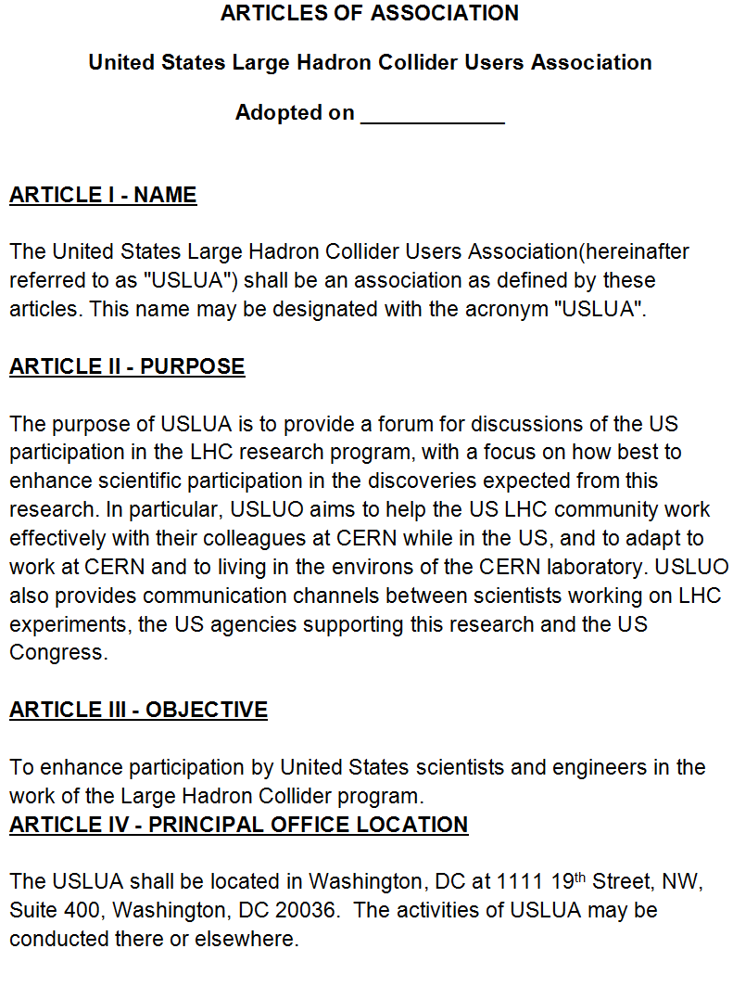 ARTICLES OF ASSOCIATION
United States Large Hadron Collider Users Association
Adopted on ____________
ARTICLE I - NAME
The United States Large Hadron Collider Users Association(hereinafter
referred to as "USLUA") shall be an association as defined by these
articles. This name may be designated with the acronym "USLUA".
ARTICLE II - PURPOSE
The purpose of USLUA is to provide a forum for discussions of the US
participation in the LHC research program, with a focus on how best to
enhance scientific participation in the discoveries expected from this
research. In particular, USLUO aims to help the US LHC community work
effectively with their colleagues at CERN while in the US, and to adapt to
work at CERN and to living in the environs of the CERN laboratory. USLUO
also provides communication channels between scientists working on LHC
experiments, the US agencies supporting this research and the US
Congress.
ARTICLE III - OBJECTIVE
To enhance participation by United States scientists and engineers in the
work of the Large Hadron Collider program.
ARTICLE IV - PRINCIPAL OFFICE LOCATION
The USLUA shall be located in Washington, DC at 1111 19th Street, NW,
Suite 400, Washington, DC 20036.  The activities of USLUA may be
conducted there or elsewhere.